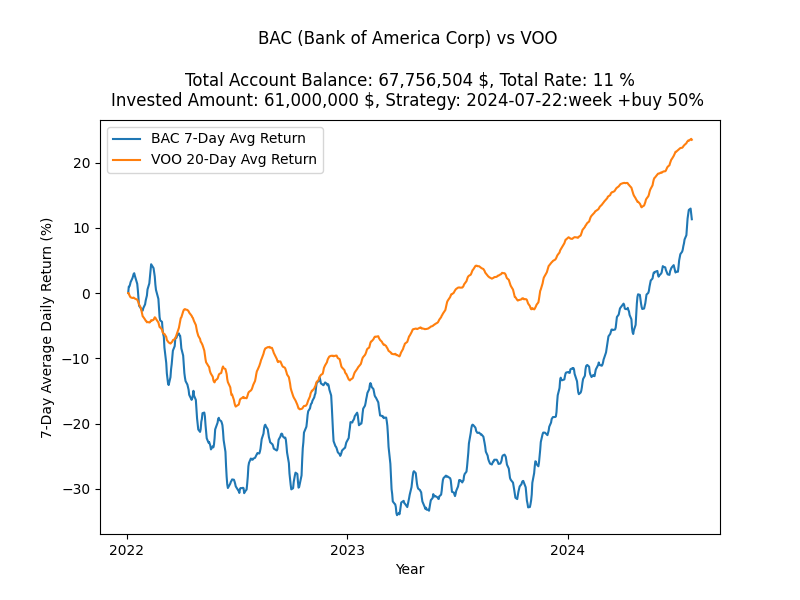 BAC (Bank of America Corp) vs VOO
Total Account Balance: 67,756,504 $, Total Rate: 11 %
Invested Amount: 61,000,000 $, Strategy: 2024-07-22:week +buy 50%
BAC 7-Day Avg Return
VOO 20-Day Avg Return
7-Day Average Daily Return (%)
20
10
0
−10
−20
−30
2022
2023
2024
Year